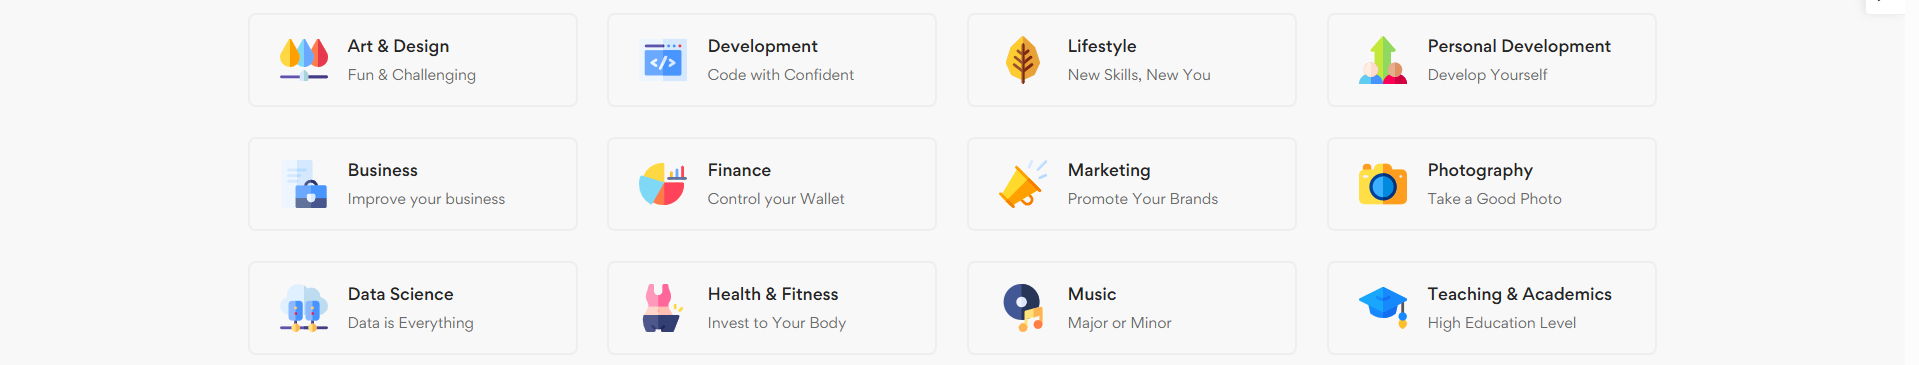 Art & Design
Fun & Challenging
Development
Code with Confident
Lifestyle
New Skills, New You
Personal Development
Develop Yourself
Business
Improve your business
Finance
Control your Wallet
Marketing
Promote Your Brands
Photography
Take a Good Photo
Data Science
Data is Everything
Health & Fitness
Invest to Your Body
Music
Major or Minor
Teaching & Academics
High Education Level